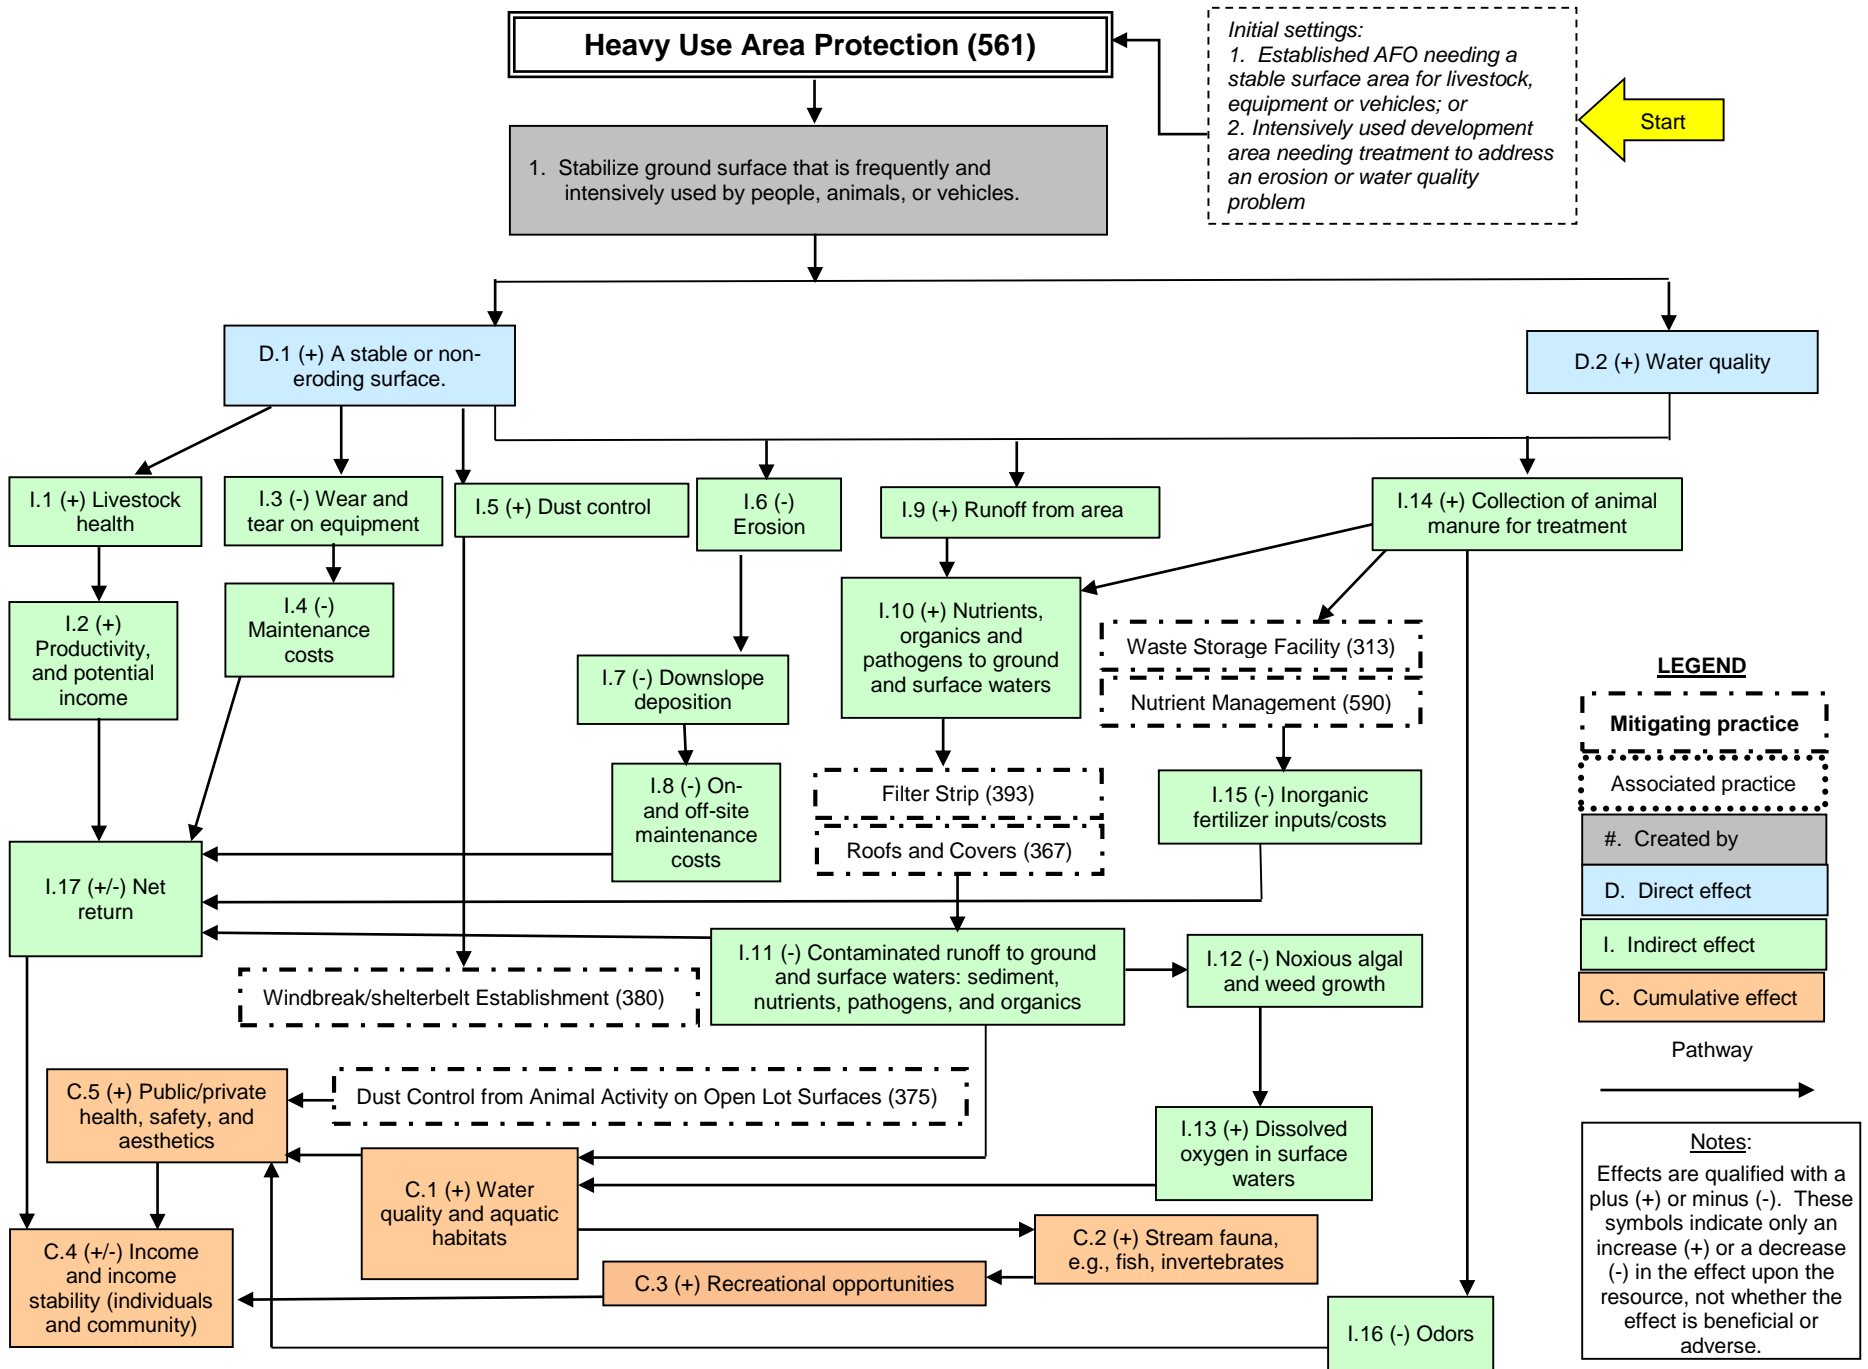 Heavy Use Area Protection (561)
Initial settings:
1. Established AFO needing a
stable surface area for livestock,
equipment or vehicles; or
2. Intensively used development
area needing treatment to address
an erosion or water quality
problem
Start
1. Stabilize ground surface that is frequently and
intensively used by people, animals, or vehicles.
D.1 (+) A stable or non-
eroding surface.
D.2 (+) Water quality
I.1 (+) Livestock
health
I.3 (-) Wear and
tear on equipment
I.5 (+) Dust control
I.6 (-)
Erosion
I.9 (+) Runoff from area
I.14 (+) Collection of animal
manure for treatment
I.2 (+)
Productivity,
and potential
income
I.4 (-)
Maintenance
costs
I.7 (-) Downslope
deposition
I.10 (+) Nutrients,
organics and
pathogens to ground
and surface waters
Waste Storage Facility (313)
Nutrient Management (590)
I.8 (-) On-
and off-site
maintenance
costs
Filter Strip (393)
Roofs and Covers (367)
I.15 (-) Inorganic
fertilizer inputs/costs
I.17 (+/-) Net
return
I.11 (-) Contaminated runoff to ground
and surface waters: sediment,
nutrients, pathogens, and organics
I.12 (-) Noxious algal
and weed growth
Windbreak/shelterbelt Establishment (380)
C.5 (+) Public/private
health, safety, and
aesthetics
Dust Control from Animal Activity on Open Lot Surfaces (375)
I.13 (+) Dissolved
oxygen in surface
waters
C.1 (+) Water
quality and aquatic
habitats
C.2 (+) Stream fauna,
e.g., fish, invertebrates
C.3 (+) Recreational opportunities
C.4 (+/-) Income
and income
stability (individuals
and community)
I.16 (-) Odors
LEGEND
Mitigating practice
Associated practice
#. Created by
D. Direct effect
I. Indirect effect
C. Cumulative effect
Pathway
Notes:
Effects are qualified with a
plus (+) or minus (-). These
symbols indicate only an
increase (+) or a decrease
(-) in the effect upon the
resource, not whether the
effect is beneficial or
adverse.